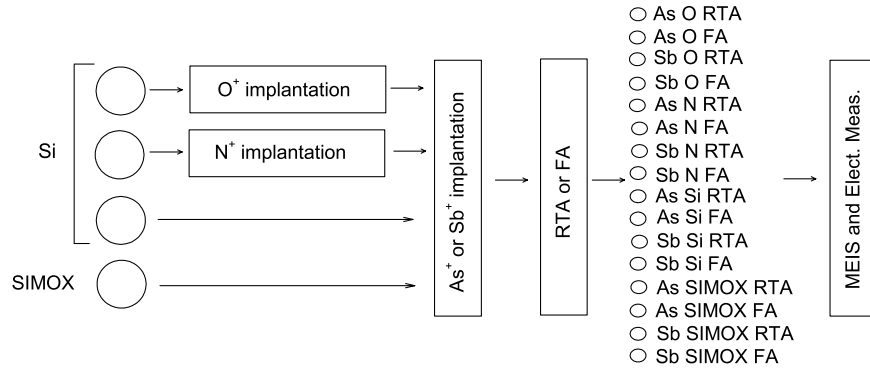 Si
SIMOX
O+ implantation
N+ implantation
As+ or Sb+ implantation
RTA or FA
As O RTA
As O FA
Sb O RTA
Sb O FA
As N RTA
As N FA
Sb N RTA
Sb N FA
As Si RTA
As Si FA
Sb Si RTA
Sb Si FA
As SIMOX RTA
As SIMOX FA
Sb SIMOX RTA
Sb SIMOX FA
MEIS and Elect. Meas.